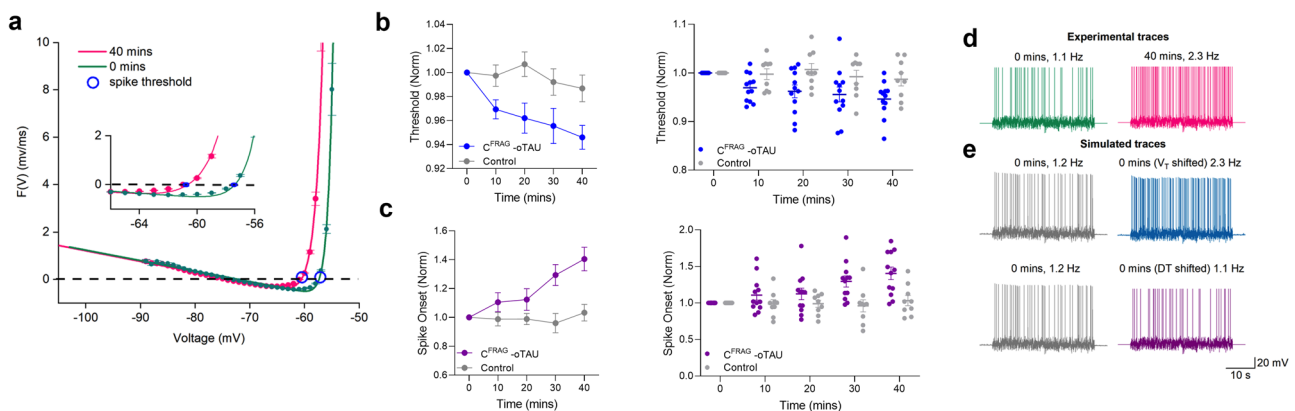 a
40 mins
0 mins
spike threshold
F(V) (mv/ms)
10
8
6
4
2
0
2
0
-64
-60
-56
-100
-90
-80
-70
-60
-50
Voltage (mV)
b
Threshold (Norm)
1.04
1.02
1.00
0.98
0.96
0.94
0.92
C^FRAG -oTAU
Control
0
10
20
30
40
Time (mins)
Threshold (Norm)
1.1
1.0
0.9
0.8
C^FRAG -oTAU
Control
0
10
20
30
40
Time (mins)
c
Spike Onset (Norm)
1.6
1.4
1.2
1.0
0.8
0.6
C^FRAG -oTAU
Control
0
10
20
30
40
Time (mins)
Spike Onset (Norm)
2.0
1.5
1.0
0.5
0.0
C^FRAG -oTAU
Control
0
10
20
30
40
Time (mins)
d
Experimental traces
0 mins, 1.1 Hz
40 mins, 2.3 Hz
e
Simulated traces
0 mins, 1.2 Hz
0 mins (V_T shifted) 2.3 Hz
0 mins, 1.2 Hz
0 mins (DT shifted) 1.1 Hz
20 mV
10 s